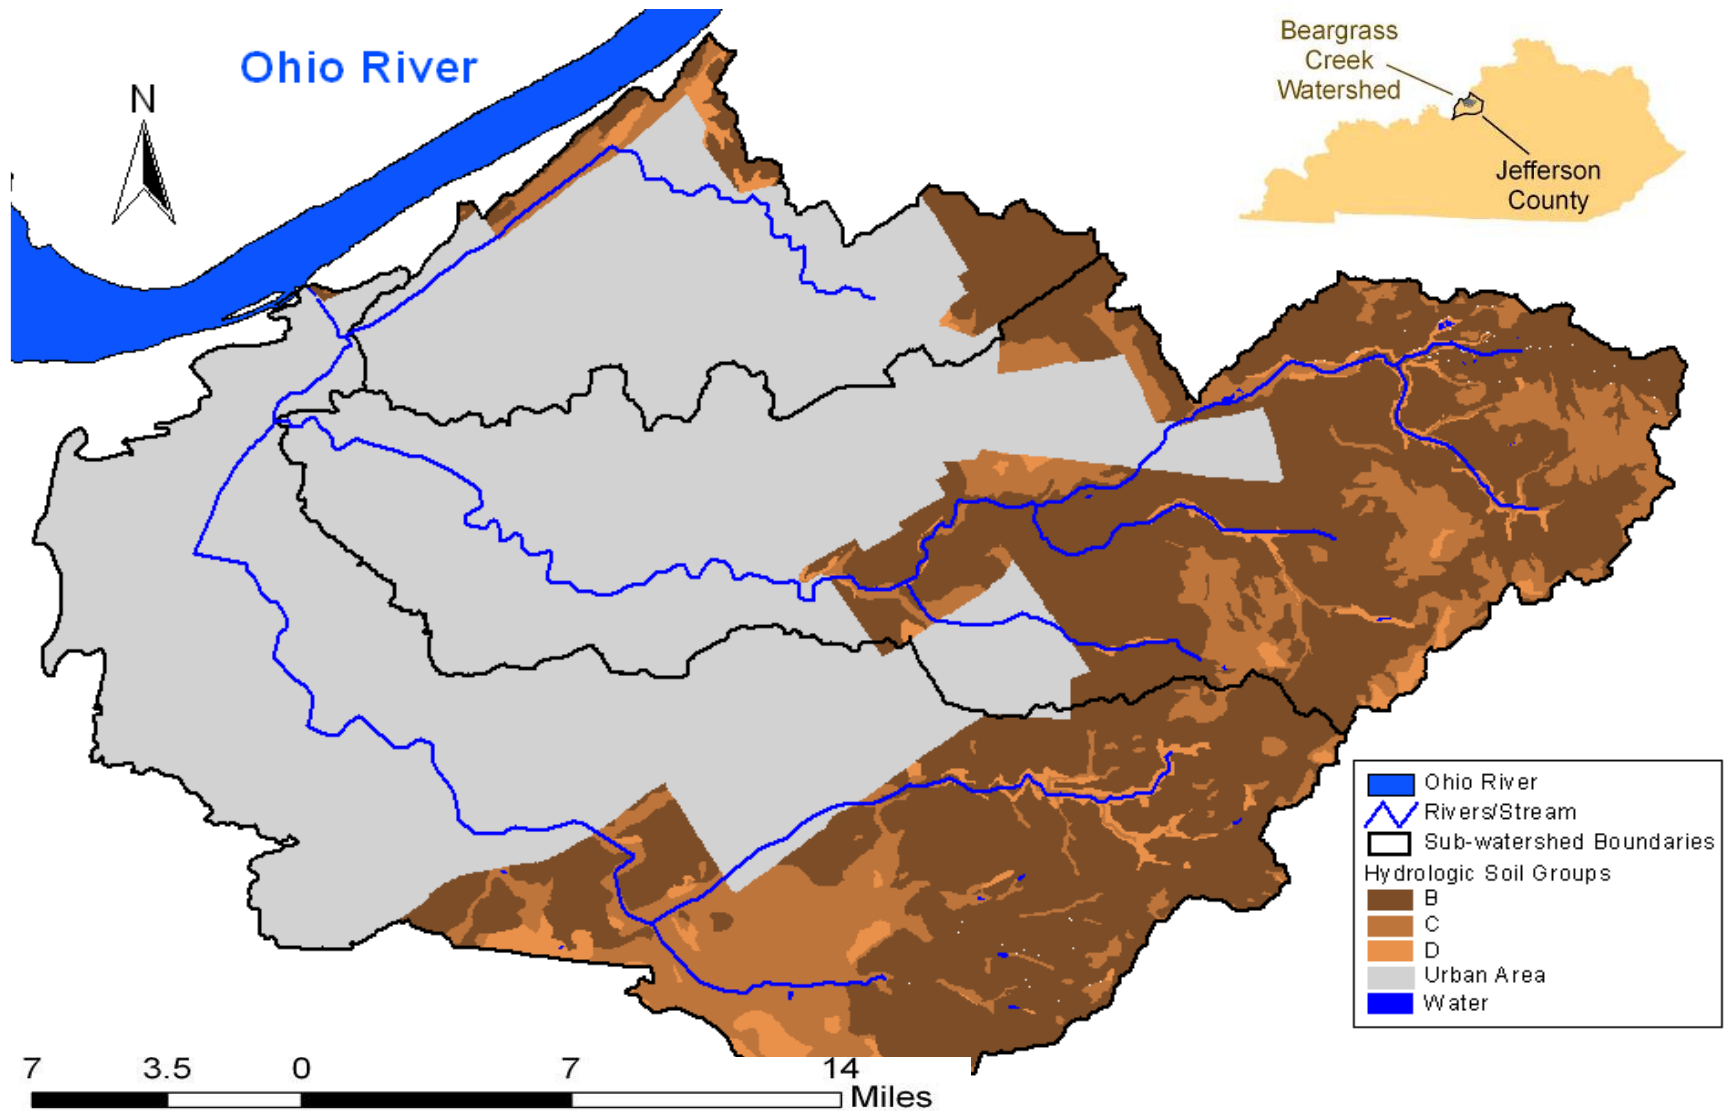 Ohio River
N
Beargrass
Creek
Watershed
Jefferson
County
Ohio River
Rivers/Stream
Sub-watershed Boundaries
Hydrologic Soil Groups
B
C
D
Urban Area
Water
7 3.5 0 7 14
Miles